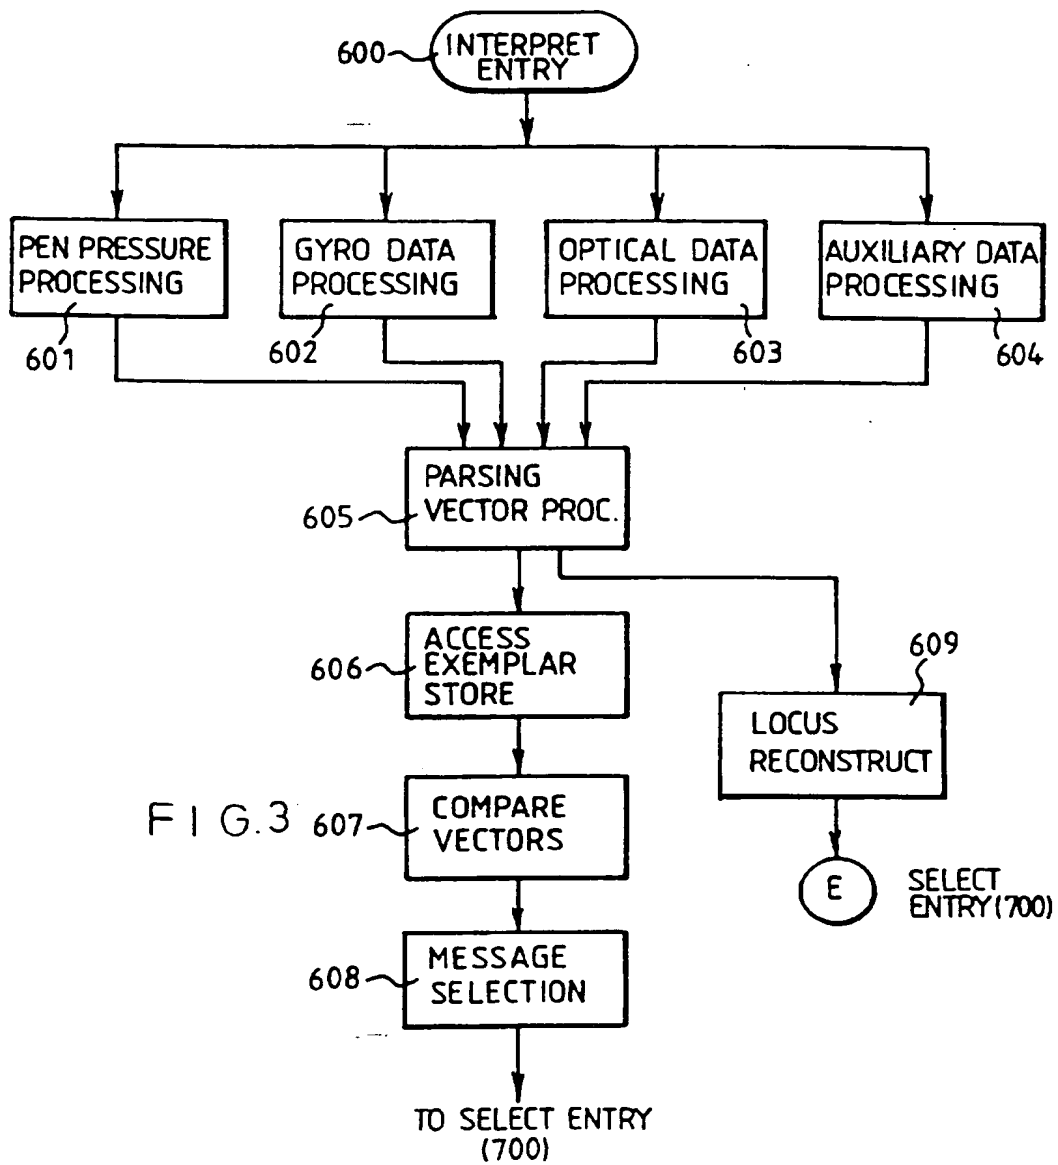 600
INTERPRET
ENTRY
PEN PRESSURE
PROCESSING
601
GYRO DATA
PROCESSING
602
OPTICAL DATA
PROCESSING
603
AUXILIARY DATA
PROCESSING
604
PARSING
VECTOR PROC.
605
ACCESS
EXEMPLAR
STORE
606
609
LOCUS
RECONSTRUCT
FIG.3
607
COMPARE
VECTORS
E
SELECT
ENTRY(700)
608
MESSAGE
SELECTION
TO SELECT ENTRY
(700)